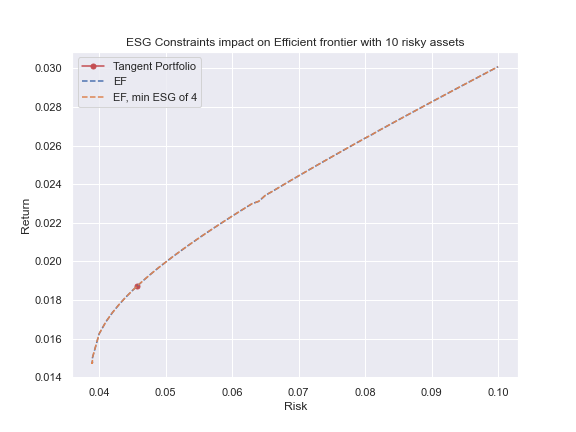 ESG Constraints impact on Efficient frontier with 10 risky assets
Tangent Portfolio
EF
EF, min ESG of 4
0.030
0.028
0.026
0.024
0.022
0.020
0.018
0.016
0.014
Return
0.04 0.05 0.06 0.07 0.08 0.09 0.10
Risk